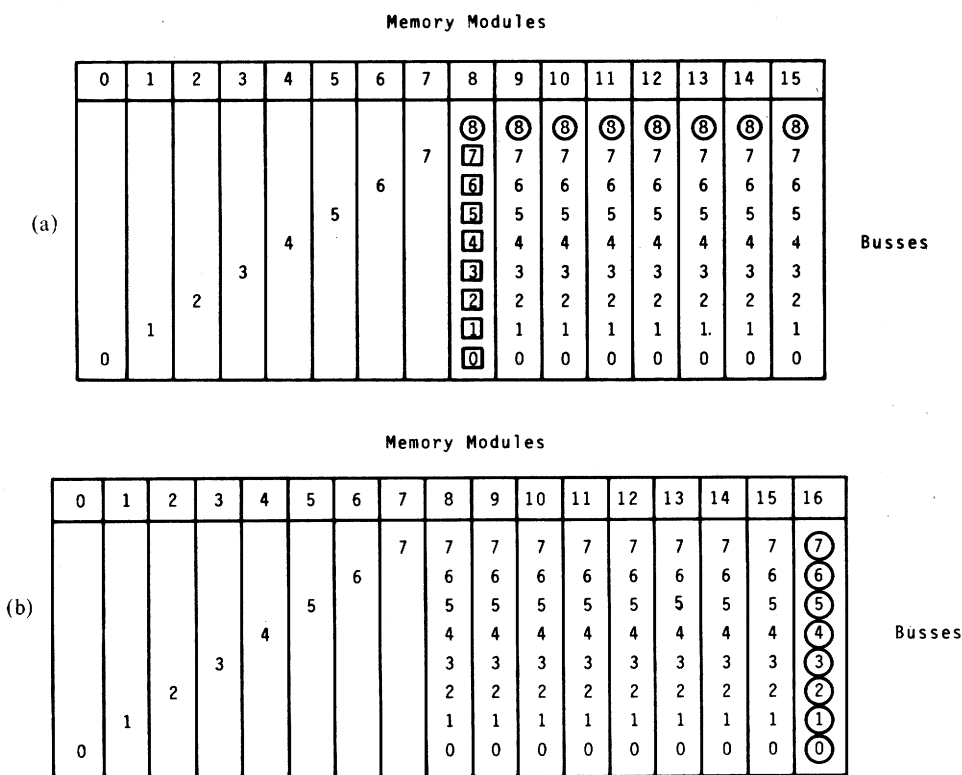 Memory Modules
0 1 2 3 4 5 6 7 8 9 10 11 12 13 14 15
8 8 8 8 8 8 8 8
7 7 7 7 7 7 7 7 7
6 6 6 6 6 6 6 6 6
(a) 5 5 5 5 5 5 5 5 5
4 4 4 4 4 4 4 4 4 Busses
3 3 3 3 3 3 3 3 3
2 2 2 2 2 2 2 2 2
1 1 1 1 1 1 1. 1 1
0 0 0 0 0 0 0 0 0
Memory Modules
0 1 2 3 4 5 6 7 8 9 10 11 12 13 14 15 16
7 7 7 7 7 7 7 7 7 7
6 6 6 6 6 6 6 6 6 6
(b) 5 5 5 5 5 5 5 5 5 5
4 4 4 4 4 4 4 4 4 4 Busses
3 3 3 3 3 3 3 3 3 3
2 2 2 2 2 2 2 2 2 2
1 1 1 1 1 1 1 1 1 1
0 0 0 0 0 0 0 0 0 0